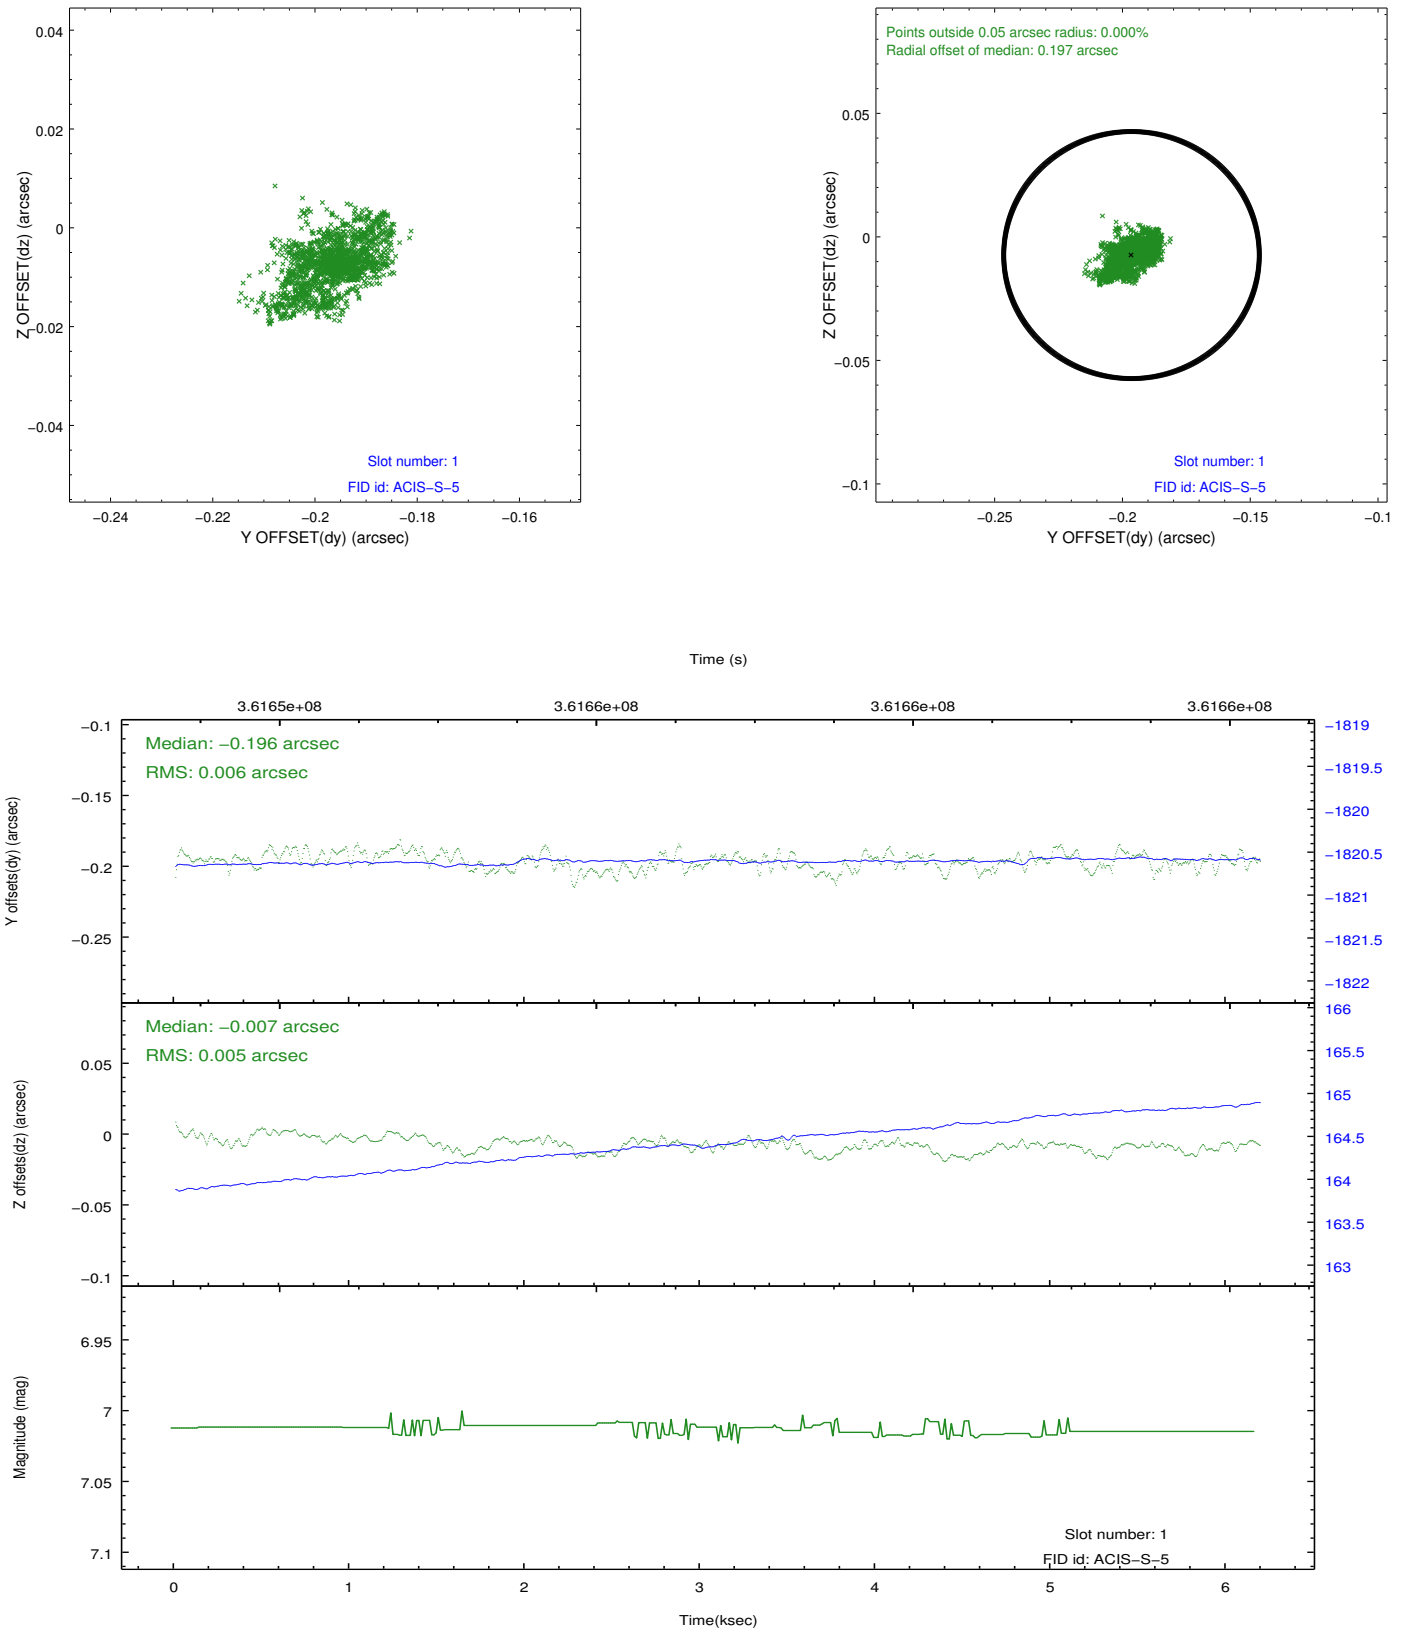 0.04
0.02
0
−0.02
−0.04
Z OFFSET(dz) (arcsec)
Slot number: 1
FID id: ACIS−S−5
−0.24
−0.22
−0.2
−0.18
−0.16
Y OFFSET(dy) (arcsec)
Points outside 0.05 arcsec radius: 0.000%
Radial offset of median: 0.197 arcsec
0.05
0
−0.05
−0.1
Z OFFSET(dz) (arcsec)
Slot number: 1
FID id: ACIS−S−5
−0.25
−0.2
−0.15
−0.1
Y OFFSET(dy) (arcsec)
Time (s)
3.6165e+08
3.6166e+08
3.6166e+08
3.6166e+08
Median: −0.196 arcsec
RMS: 0.006 arcsec
−0.1
−0.15
−0.2
−0.25
Y offsets(dy) (arcsec)
−1819
−1819.5
−1820
−1820.5
−1821
−1821.5
−1822
Median: −0.007 arcsec
RMS: 0.005 arcsec
0.05
0
−0.05
−0.1
Z offsets(dz) (arcsec)
166
165.5
165
164.5
164
163.5
163
6.95
7
7.05
7.1
Magnitude (mag)
Slot number: 1
FID id: ACIS−S−5
0
1
2
3
4
5
6
Time(ksec)